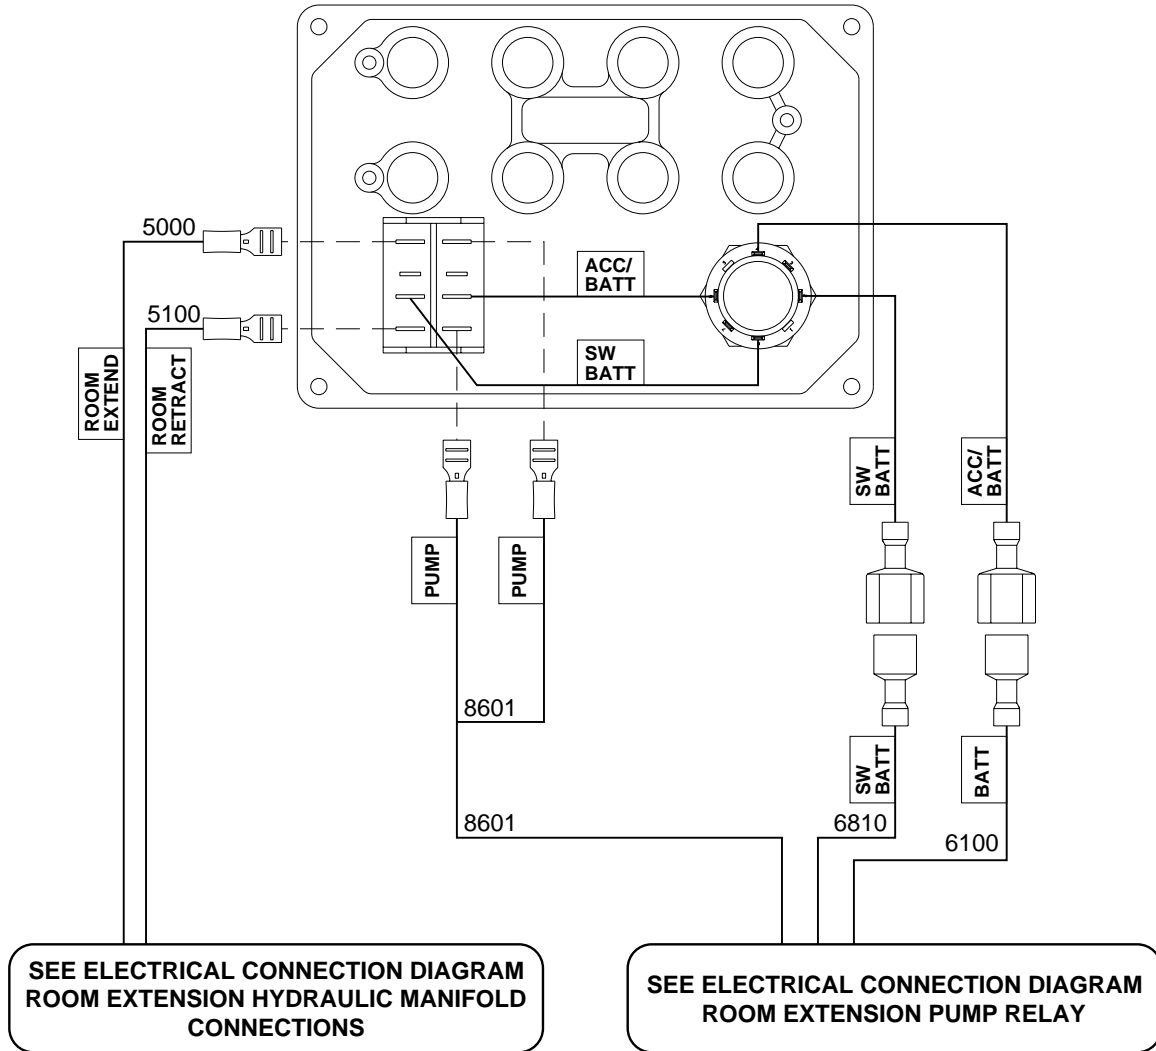 5000
5100
ROOM
EXTEND
ROOM
RETRACT
ACC/
BATT
SW
BATT
SW
BATT
ACC/
BATT
PUMP
PUMP
8601
SW
BATT
BATT
8601
6810
6100
SEE ELECTRICAL CONNECTION DIAGRAM
ROOM EXTENSION HYDRAULIC MANIFOLD
CONNECTIONS
SEE ELECTRICAL CONNECTION DIAGRAM
ROOM EXTENSION PUMP RELAY